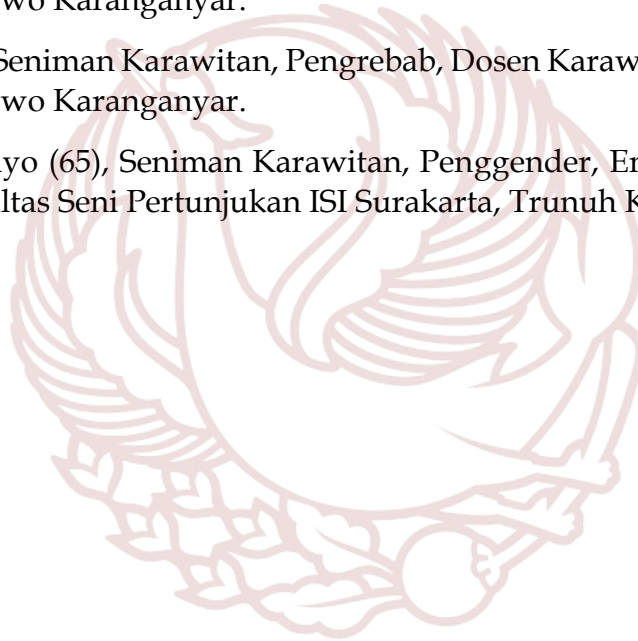 wo Karanganyar.
Seniman Karawitan, Pengrebab, Dosen Karaw
wo Karanganyar.
yo (65), Seniman Karawitan, Penggender, Em
ltas Seni Pertunjukan ISI Surakarta, Trunuh K